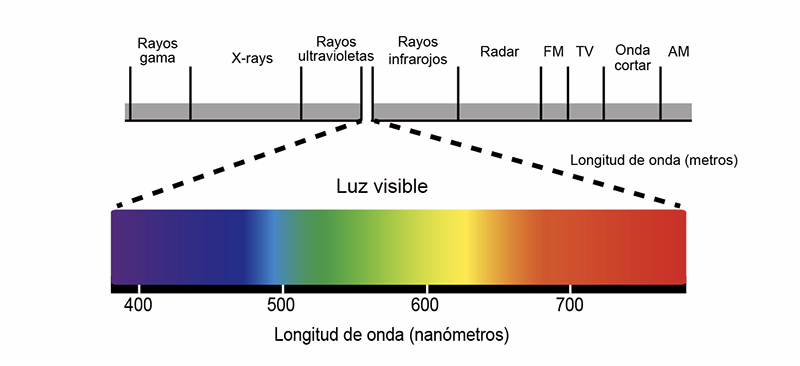 Rayos
gama
X-rays
Rayos
ultravioletas
Rayos
infrarojos
Radar
FM
TV
Onda
cortar
AM
Longitud de onda (metros)
Luz visible
400
500
600
700
Longitud de onda (nanómetros)